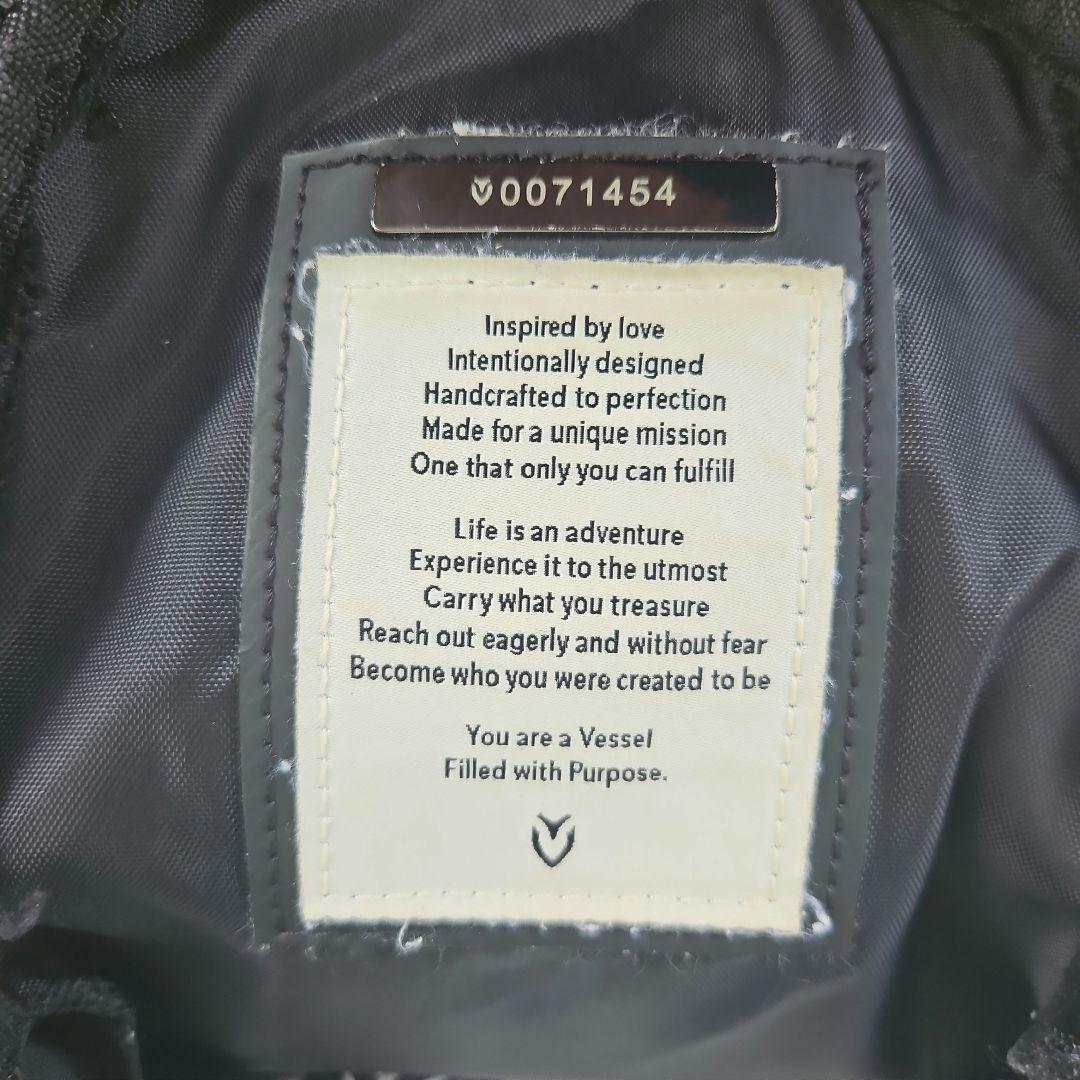 0071454
Inspired by love
Intentionally designed
Handcrafted to perfection
Made for a unique mission
One that only you can fulfill
Life is an adventure
Experience it to the utmost
Carry what you treasure
Reach out eagerly and without fear
Become who you were created to be
You are a Vessel
Filled with Purpose.